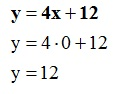 y = 4x + 12
y = 4·0 + 12
y = 12